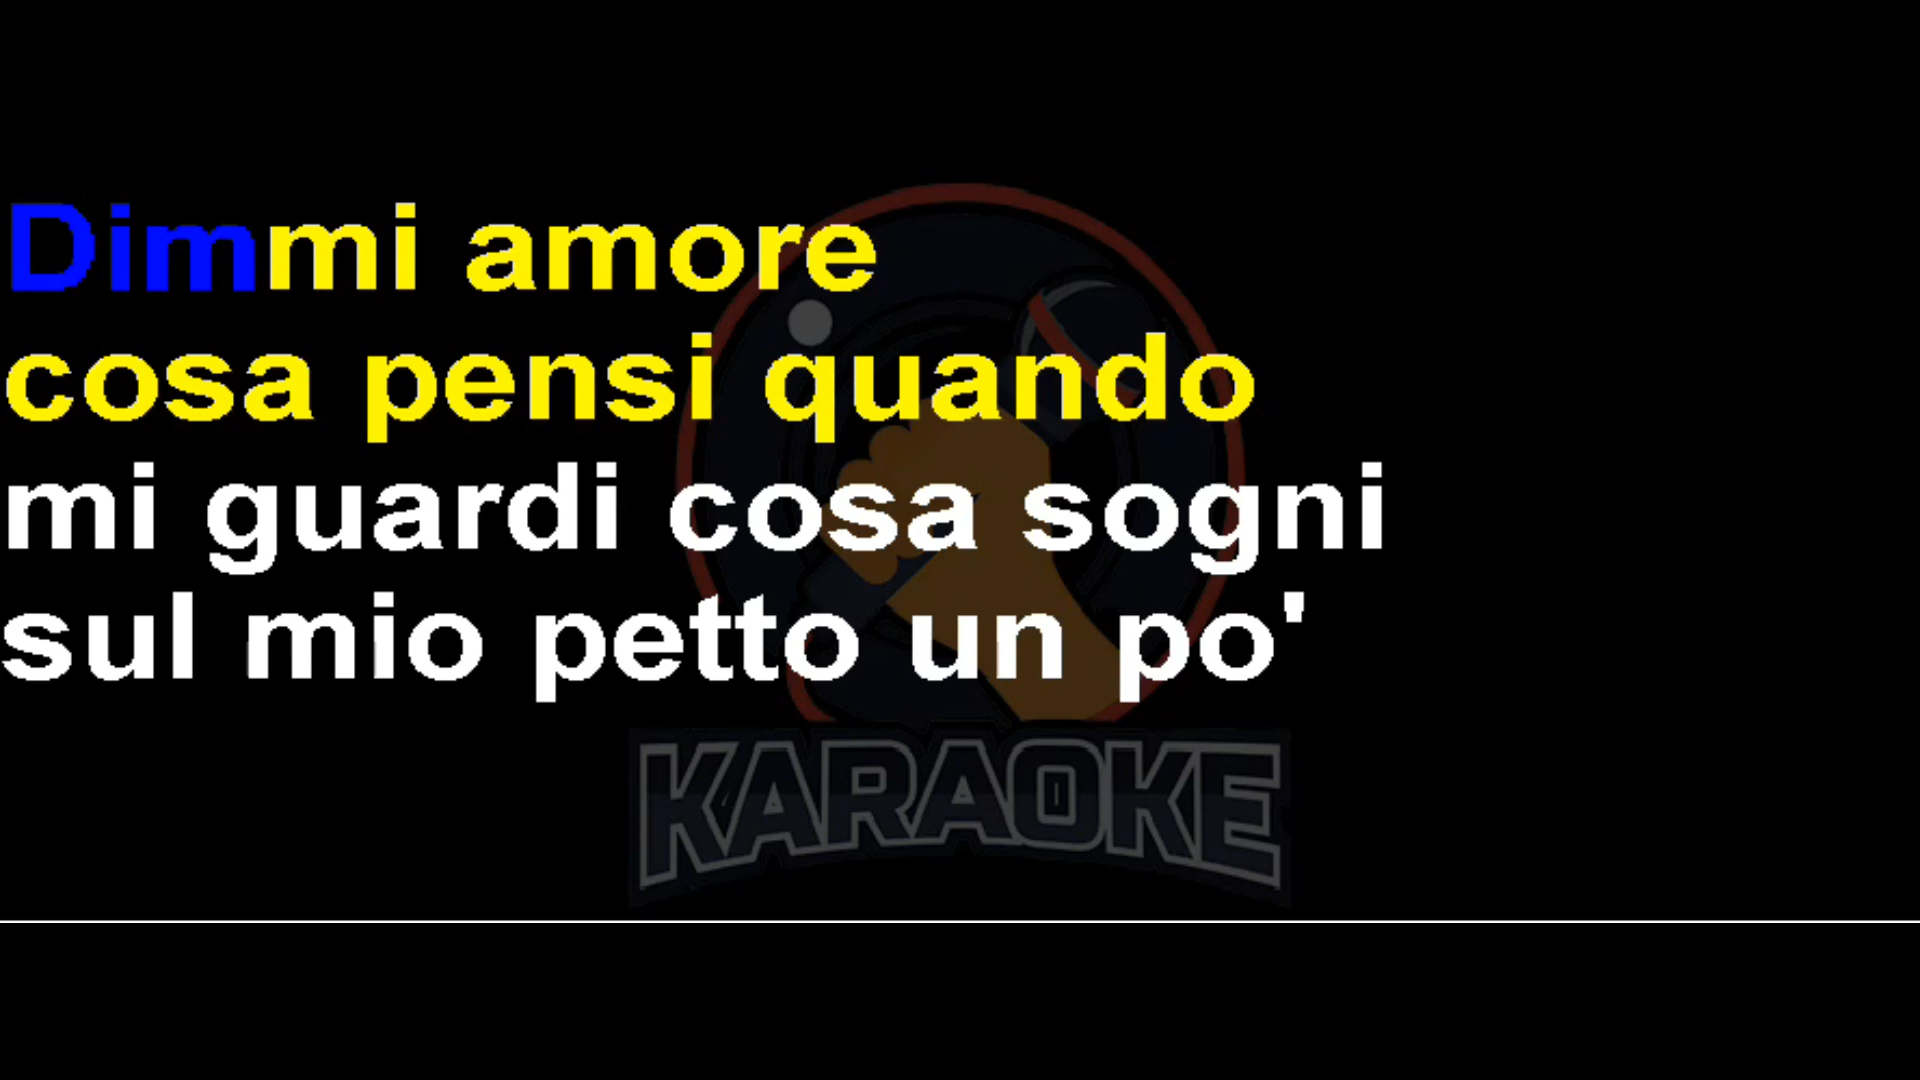 Dimmi amore
cosa pensi quando
mi guardi cosa sogni
sul mio petto un po'
KARAOKE